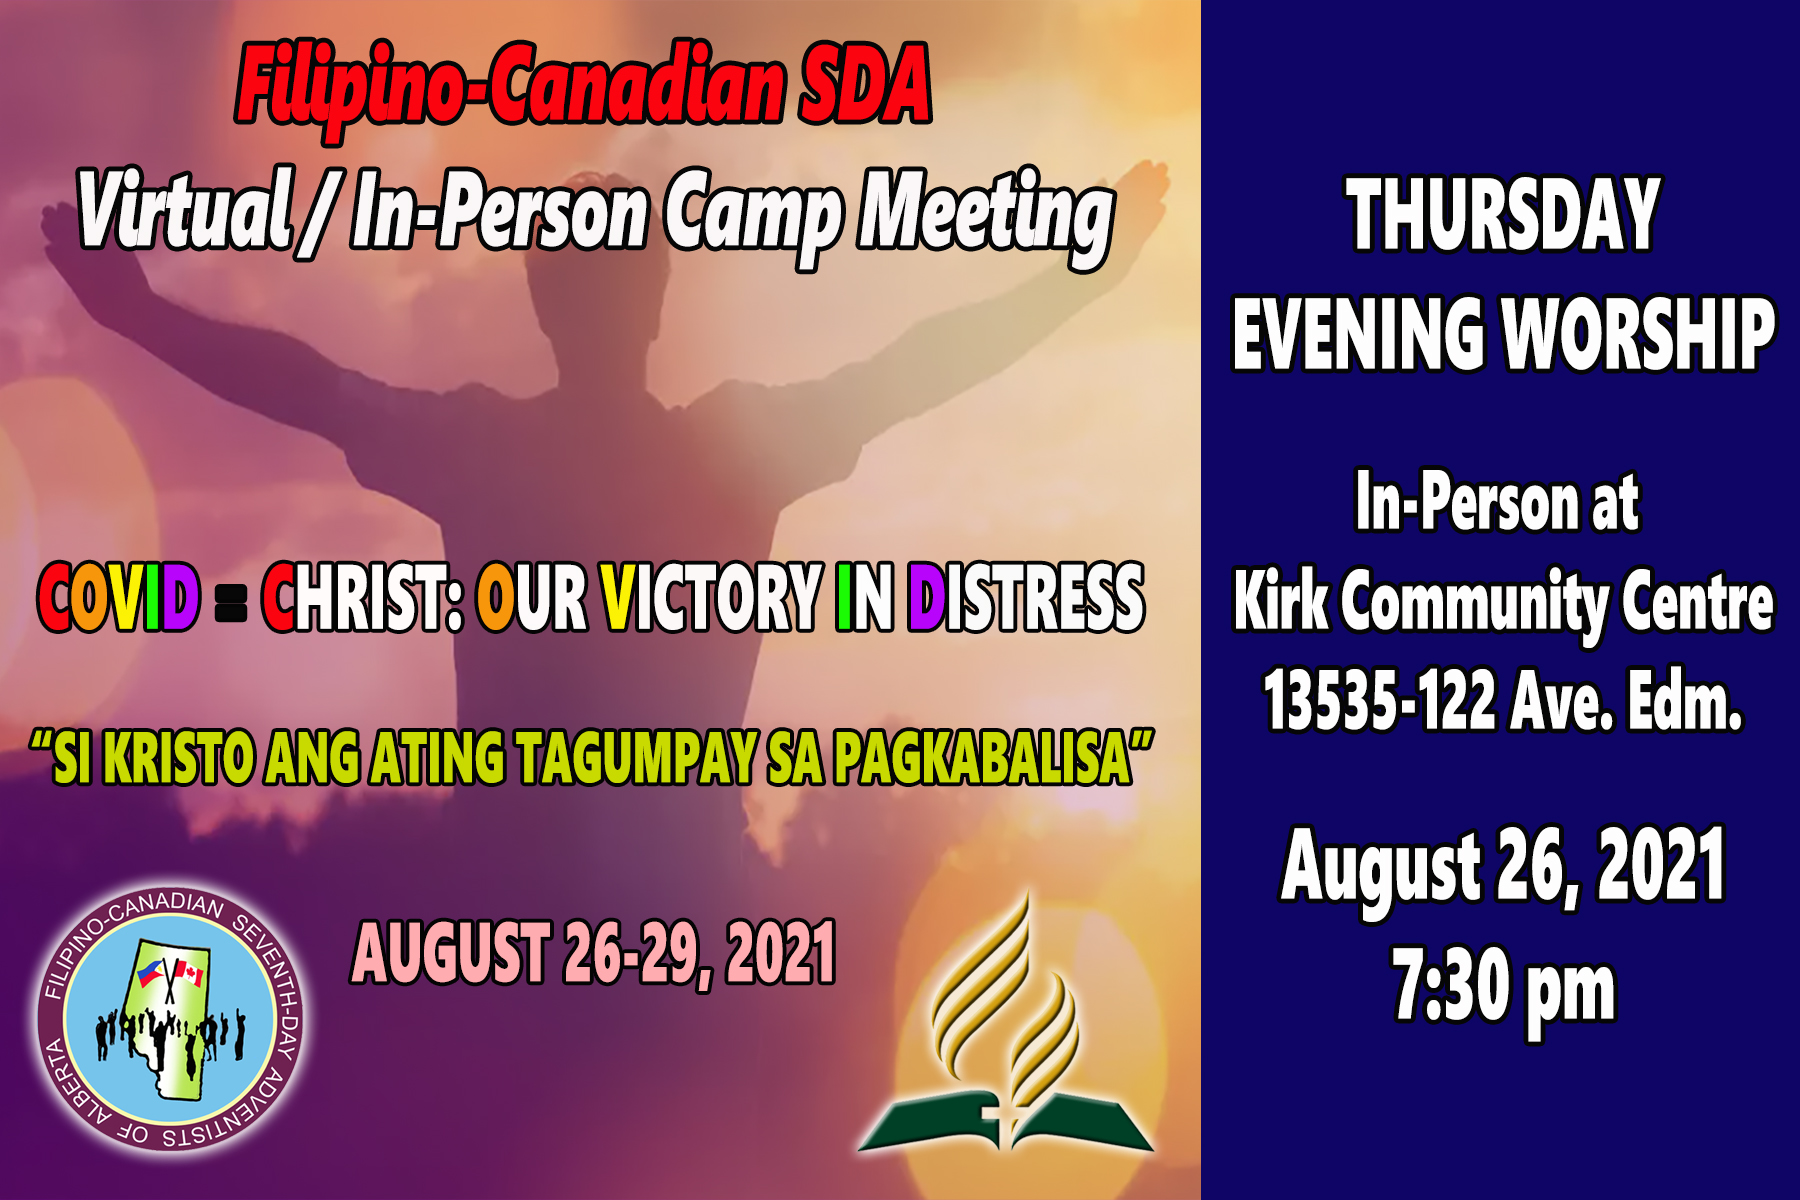 Filipino-Canadian SDA
Virtual / In-Person Camp Meeting
COVID = CHRIST: OUR VICTORY IN DISTRESS
“SI KRISTO ANG ATING TAGUMPAY SA PAGKABALISA”
AUGUST 26-29, 2021
FILIPINO-CANADIAN SEVENTH-DAY ADVENTISTS OF ALBERTA
THURSDAY
EVENING WORSHIP
In-Person at
Kirk Community Centre
13535-122 Ave. Edm.
August 26, 2021
7:30 pm